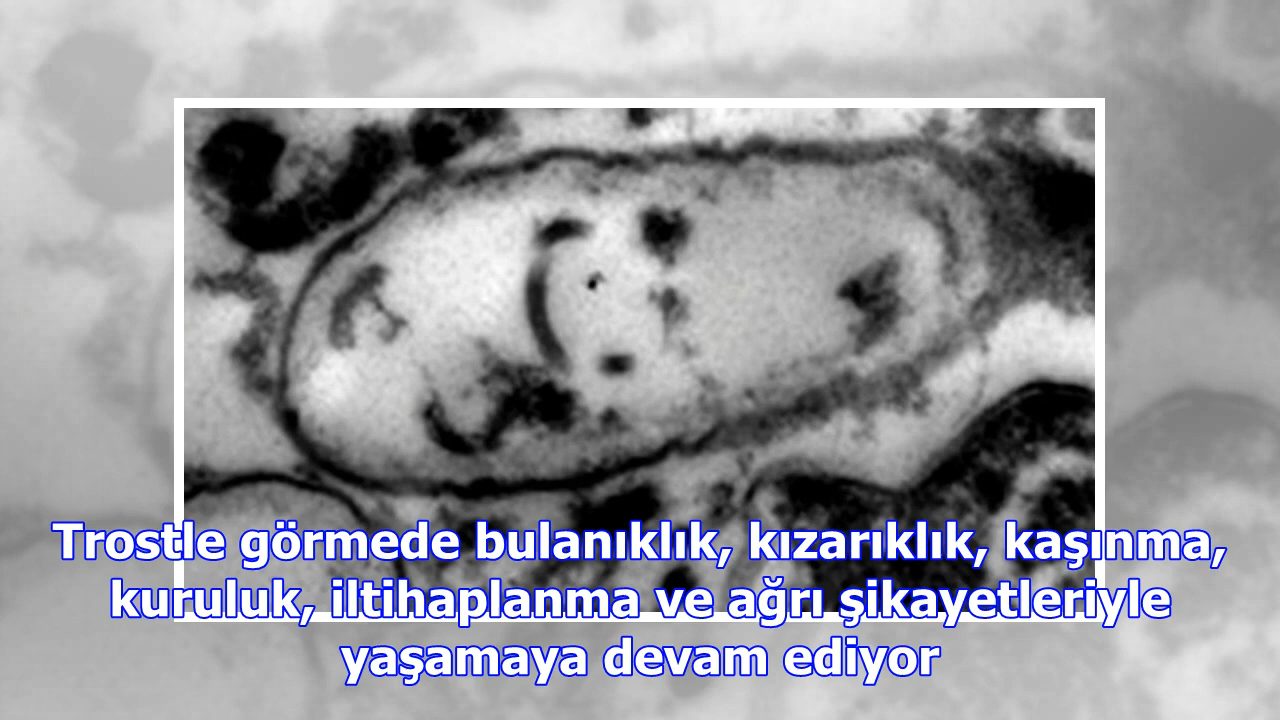 Trostle görmede bulanıklık, kızarıklık, kaşınma,
kuruluk, iltihaplanma ve ağrı şikayetleriyle
yaşamaya devam ediyor